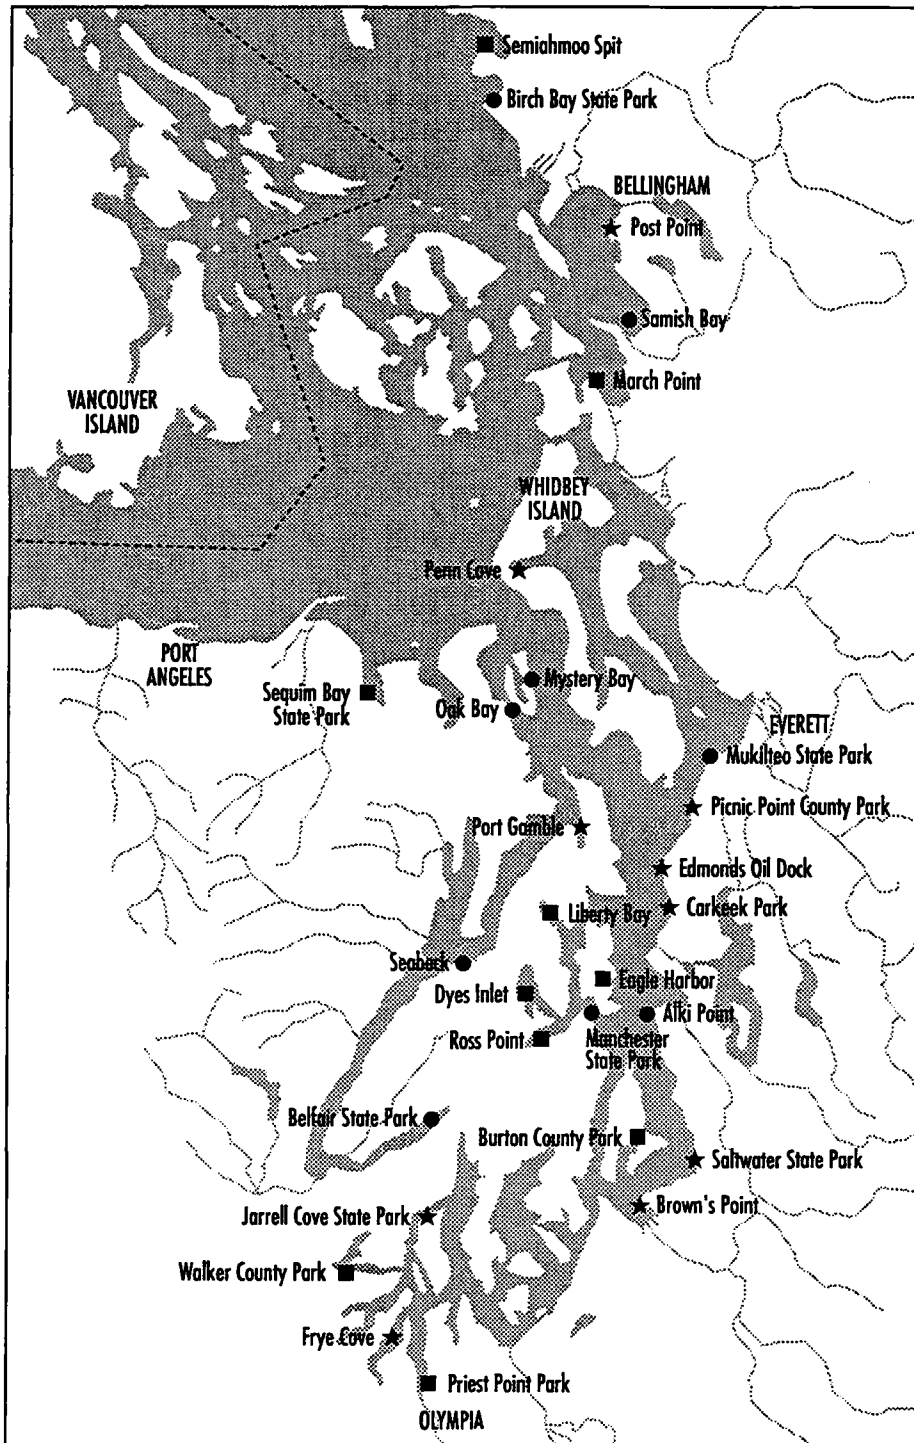 Semiahmoo Spit
Birch Bay State Park
BELLINGHAM
Post Point
Samish Bay
March Point
VANCOUVER
ISLAND
WHIDBEY
ISLAND
Penn Cove
PORT
ANGELES
Sequim Bay
State Park
Mystery Bay
Oak Bay
EVERETT
Mukilteo State Park
Picnic Point County Park
Port Gamble
Edmonds Oil Dock
Carkeek Park
Liberty Bay
Seabeck
Eagle Harbor
Dyes Inlet
Alki Point
Ross Point
Manchester
State Park
Belfair State Park
Burton County Park
Saltwater State Park
Brown's Point
Jarrell Cove State Park
Walker County Park
Frye Cove
Priest Point Park
OLYMPIA